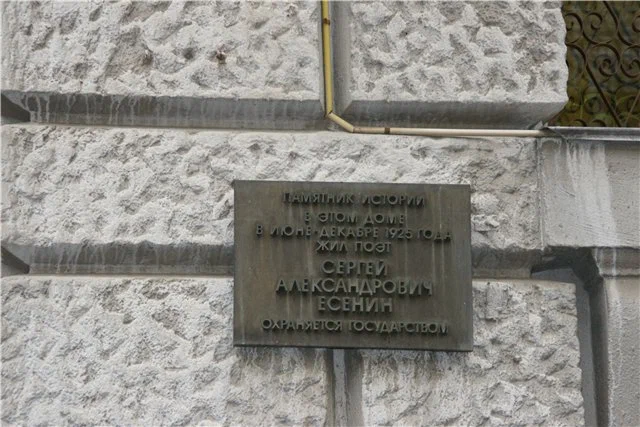 ПАМЯТНИК ИСТОРИИ
В ЭТОМ ДОМЕ
В ИЮНЕ-ДЕКАБРЕ 1925 ГОДА
ЖИЛ ПОЭТ
СЕРГЕЙ
АЛЕКСАНДРОВИЧ
ЕСЕНИН
ОХРАНЯЕТСЯ ГОСУДАРСТВОМ